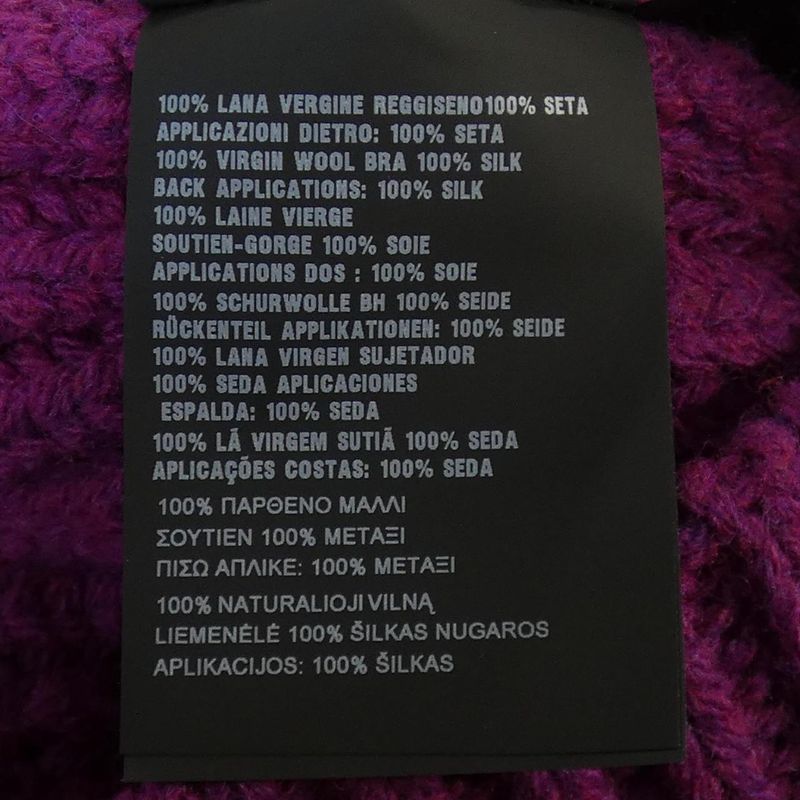 100% LANA VERGINE REGGISENO100% SETA
APPLICAZIONI DIETRO: 100% SETA
100% VIRGIN WOOL BRA 100% SILK
BACK APPLICATIONS: 100% SILK
100% LAINE VIERGE
SOUTIEN-GORGE 100% SOIE
APPLICATIONS DOS : 100% SOIE
100% SCHURWOLLE BH 100% SEIDE
RÜCKENTEIL APPLIKATIONEN: 100% SEIDE
100% LANA VIRGEN SUJETADOR
100% SEDA APLICACIONES
ESPALDA: 100% SEDA
100% LÃ VIRGEM SUTIÃ 100% SEDA
APLICAÇÕES COSTAS: 100% SEDA
100% ΠΑΡΘΕΝΟ ΜΑΛΛΙ
ΣΟΥΤΙΕΝ 100% ΜΕΤΑΞΙ
ΠΙΣΩ ΑΠΛΙΚΕ: 100% ΜΕΤΑΞΙ
100% NATURALIOJI VILNĄ
LIEMENĖLĖ 100% ŠILKAS NUGAROS
APLIKACIJOS: 100% ŠILKAS